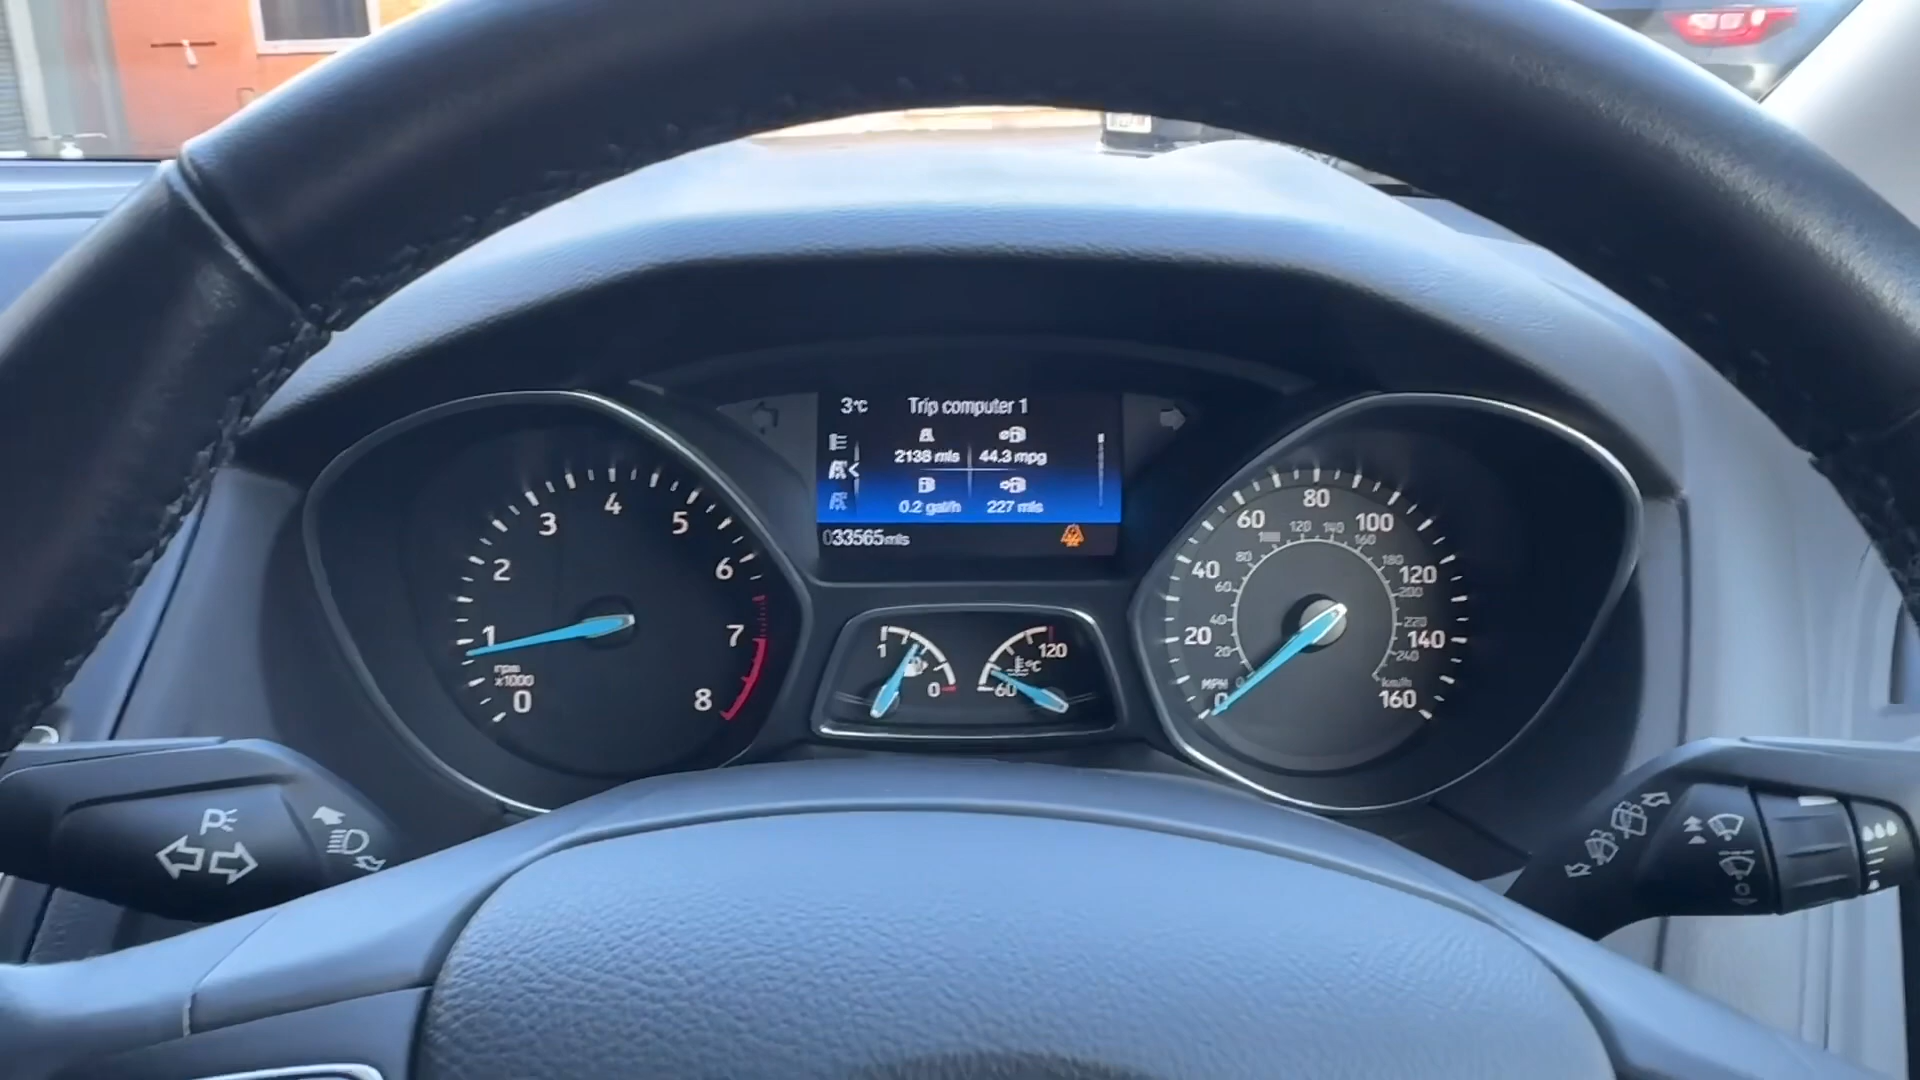 3°C Trip computer 1
2138 mls 44.3 mpg
0.2 gal/h 227 mls
033565mls
0 1 2 3 4 5 6 7 8
rpm
x1000
1 0
60 120
°C
0 20 40 60 80 100 120 140 160
MPH
0 20 40 60 80 120 140 160 180 200 220 240
km/h
P